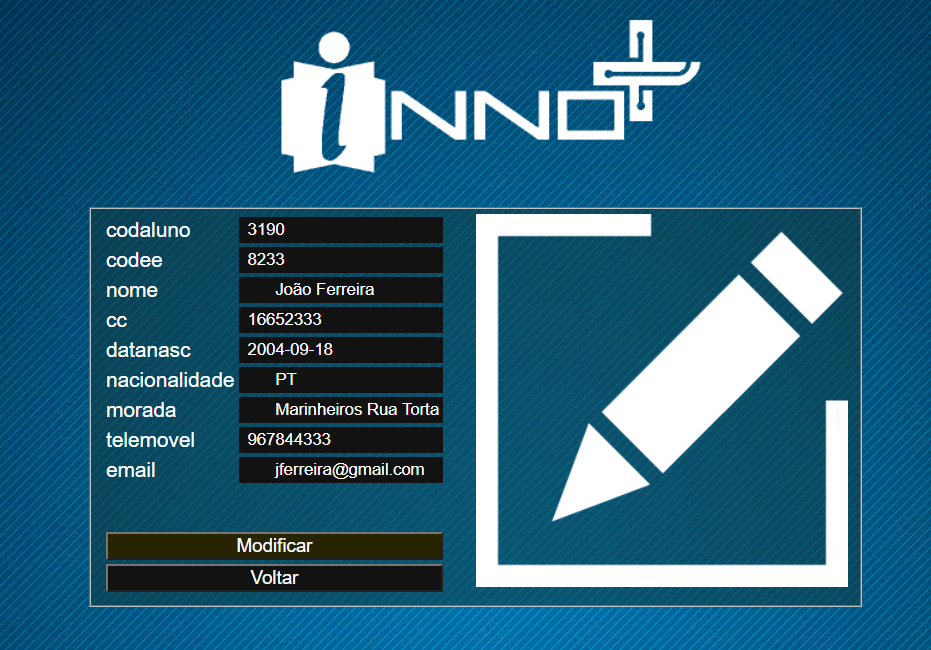 iNNO+
codaluno 3190
codee 8233
nome João Ferreira
cc 16652333
datanasc 2004-09-18
nacionalidade PT
morada Marinheiros Rua Torta
telemovel 967844333
email jferreira@gmail.com
Modificar
Voltar